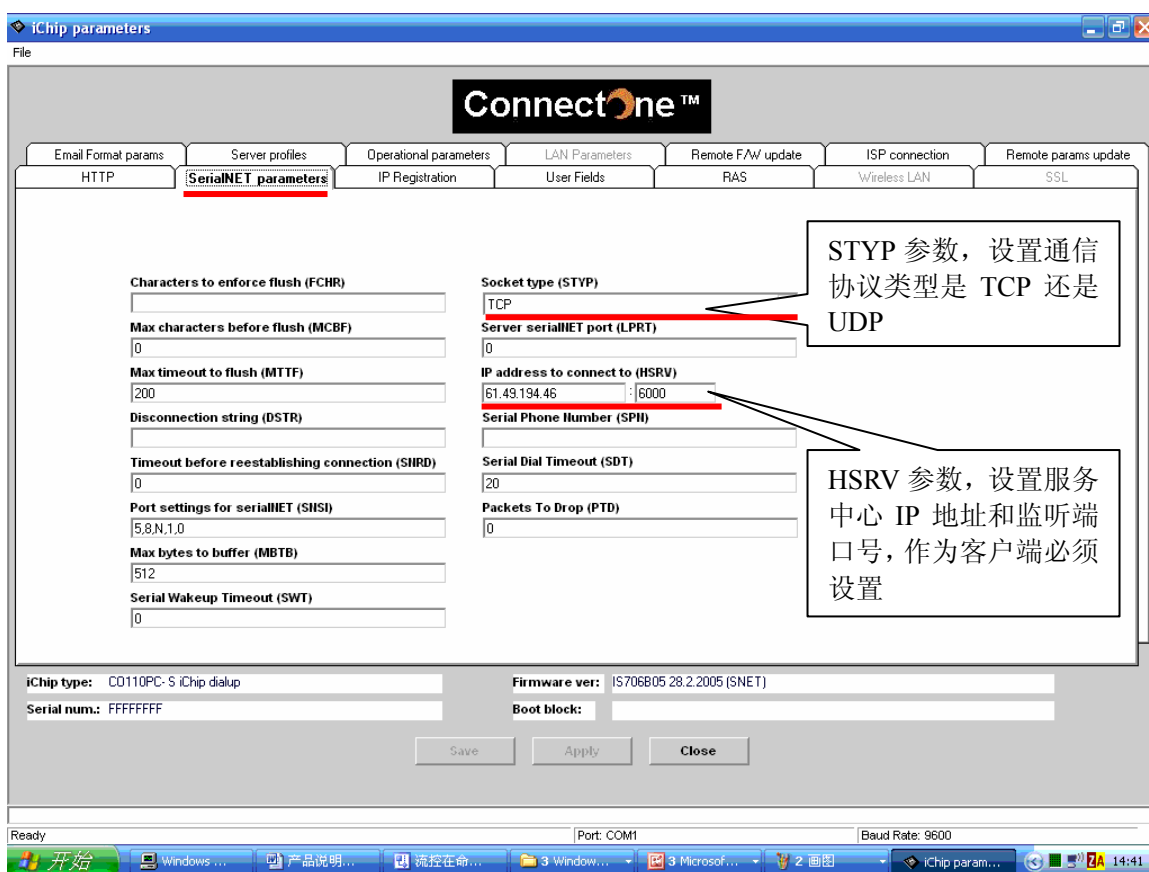 iChip parameters
File
ConnectOne™
Email Format params
Server profiles
Operational parameters
LAN Parameters
Remote F/W update
ISP connection
Remote params update
HTTP
SerialNET parameters
IP Registration
User Fields
RAS
Wireless LAN
SSL
Characters to enforce flush (FCHR)
Max characters before flush (MCBF)
0
Max timeout to flush (MTTF)
200
Disconnection string (DSTR)
Timeout before reestablishing connection (SNRD)
0
Port settings for serialNET (SNSI)
5,8,N,1,0
Max bytes to buffer (MBTB)
512
Serial Wakeup Timeout (SWT)
0
Socket type (STYP)
TCP
Server serialNET port (LPRT)
0
IP address to connect to (HSRV)
61.49.194.46 : 6000
Serial Phone Number (SPN)
Serial Dial Timeout (SDT)
20
Packets To Drop (PTD)
0
STYP 参数，设置通信
协议类型是 TCP 还是
UDP
HSRV 参数，设置服务
中心 IP 地址和监听端
口号，作为客户端必须
设置
iChip type: CO110PC- S iChip dialup
Firmware ver: IS706B05 28.2.2005 (SNET)
Serial num.: FFFFFFFF
Boot block:
Save
Apply
Close
Ready
Port: COM1
Baud Rate: 9600
开始
Windows ...
产品说明...
流控在命...
3 Window...
3 Microsof...
2 画图
iChip param...
ZA
14:41